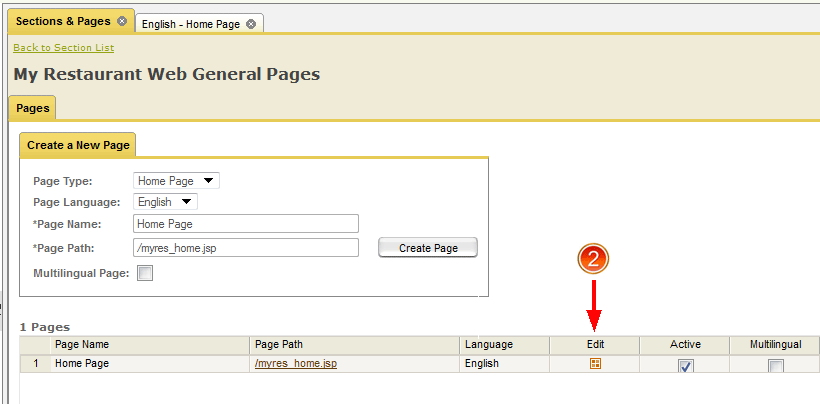 Sections & Pages English - Home Page
Back to Section List
My Restaurant Web General Pages
Pages
Create a New Page
Page Type: Home Page
Page Language: English
*Page Name: Home Page
*Page Path: /myres_home.jsp Create Page
Multilingual Page:
2
1 Pages
Page Name Page Path Language Edit Active Multilingual
1 Home Page /myres_home.jsp English